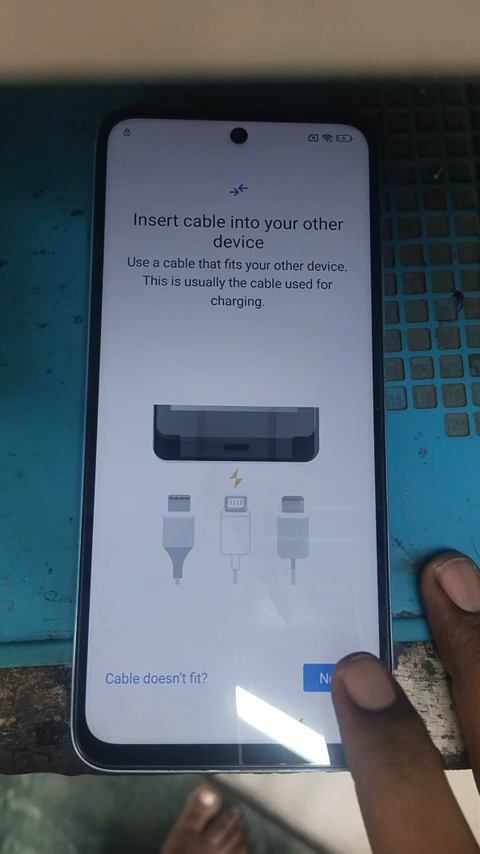 Insert cable into your other
device
Use a cable that fits your other device.
This is usually the cable used for
charging.
Cable doesn't fit?